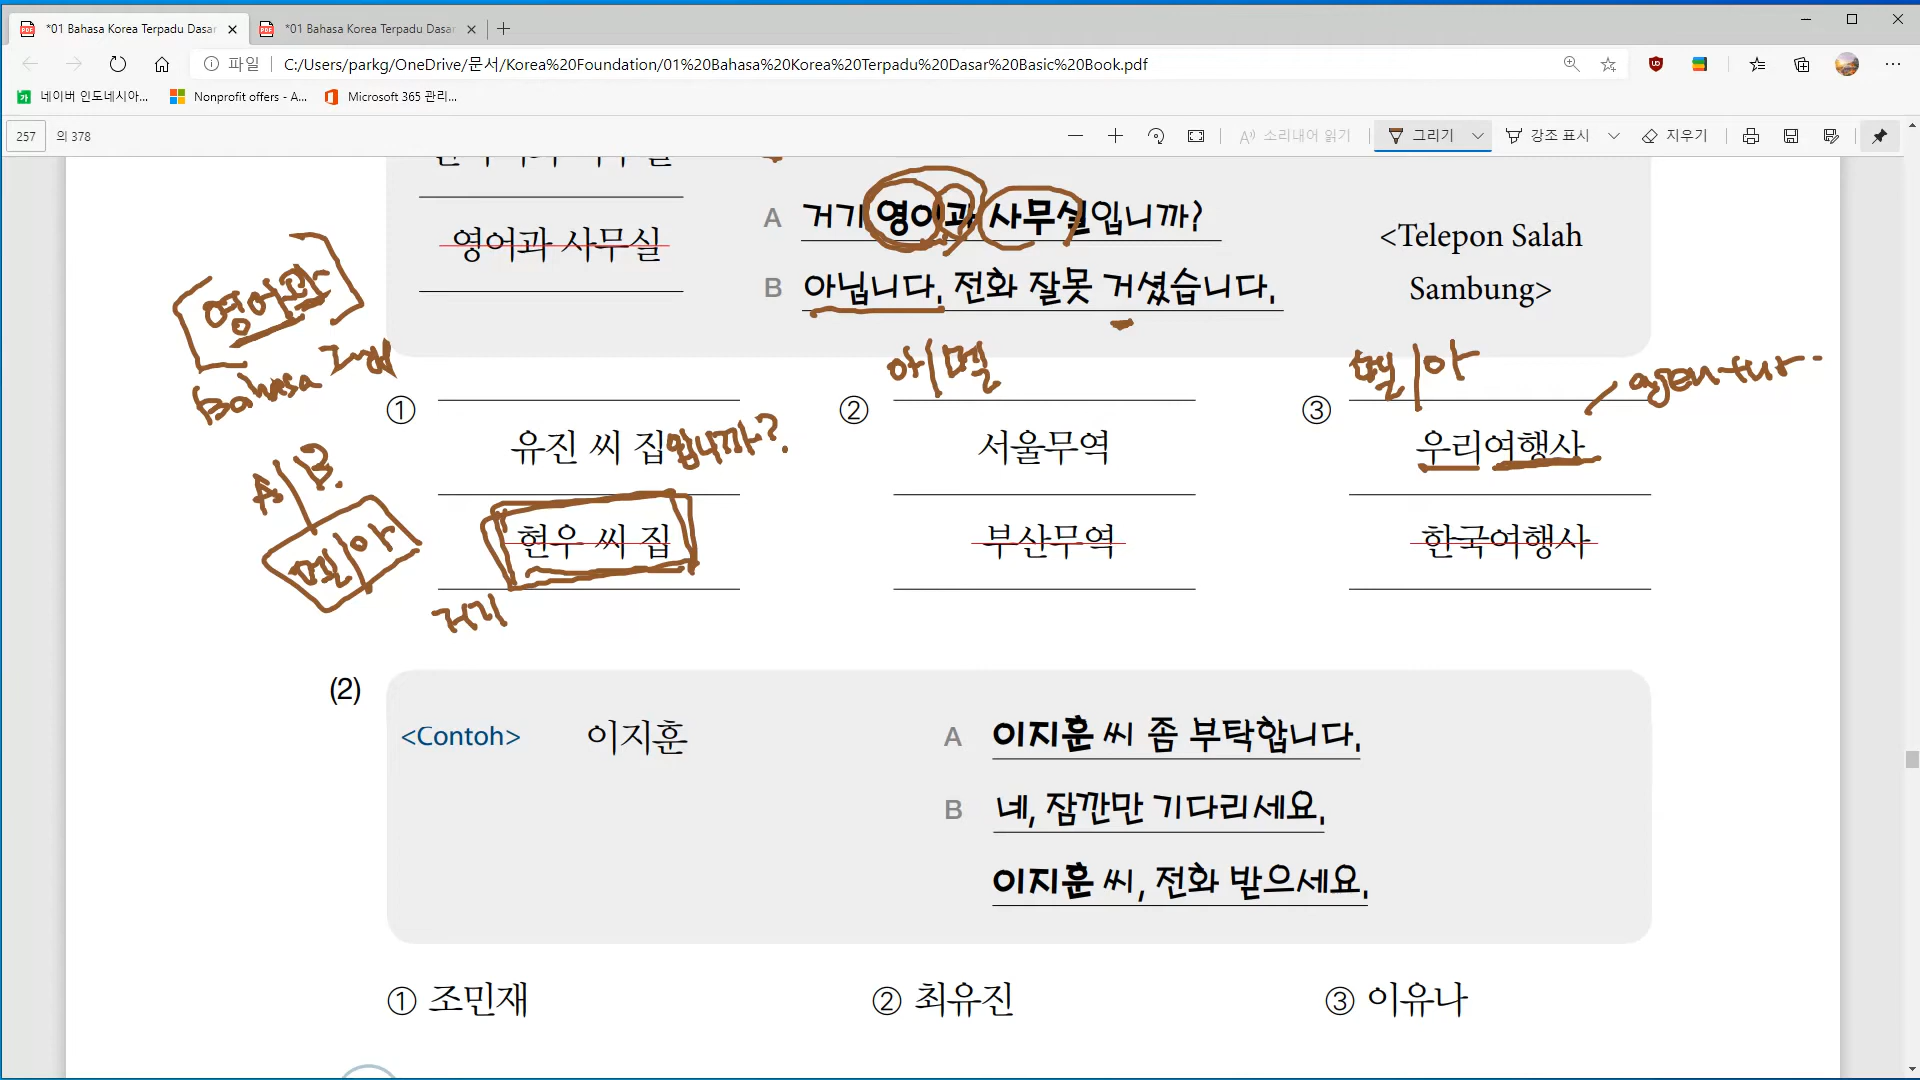 *01 Bahasa Korea Terpadu Dasar
*01 Bahasa Korea Terpadu Dasar
파일 C:/Users/parkg/OneDrive/문서/Korea%20Foundation/01%20Bahasa%20Korea%20Terpadu%20Dasar%20Basic%20Book.pdf
네이버 인도네시아... Nonprofit offers - A... Microsoft 365 관리...
257 의 378 소리내어 읽기 그리기 강조 표시 지우기
A 거기 영어과 사무실입니까?
영어과 사무실
<Telepon Salah
Sambung>
B 아닙니다. 전화 잘못 거셨습니다.
영어과
Bahasa
아 멜
멜 아
agentur
①
②
③
유진 씨 집입니까?
서울무역
우리여행사
A B.
현우 씨 집
부산무역
한국여행사
멜 아
거기
(2)
<Contoh> 이지훈
A 이지훈 씨 좀 부탁합니다.
B 네, 잠깐만 기다리세요.
이지훈 씨, 전화 받으세요.
① 조민재 ② 최유진 ③ 이유나